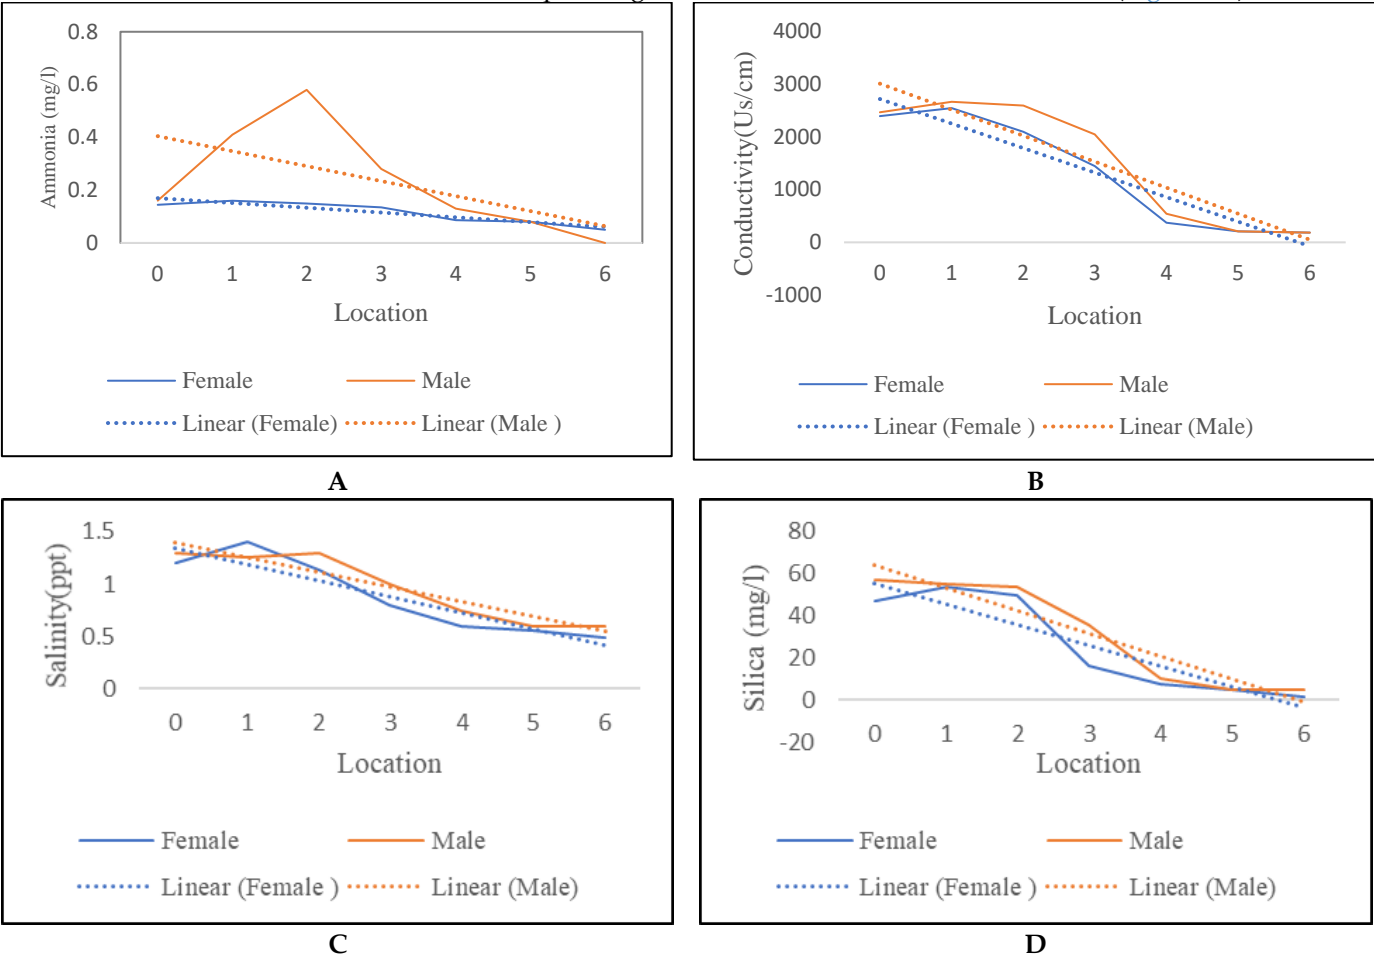 0.8
0.6
0.4
0.2
0
Ammonia (mg/l)
0 1 2 3 4 5 6
Location
Female Male
Linear (Female) Linear (Male )
A
4000
3000
2000
1000
0
-1000
Conductivity(Us/cm)
0 1 2 3 4 5 6
Location
Female Male
Linear (Female ) Linear (Male)
B
1.5
1
0.5
0
Salinity(ppt)
0 1 2 3 4 5 6
Location
Female Male
Linear (Female ) Linear (Male)
C
80
60
40
20
0
-20
Silica (mg/l)
0 1 2 3 4 5 6
Location
Female Male
Linear (Female ) Linear (Male)
D